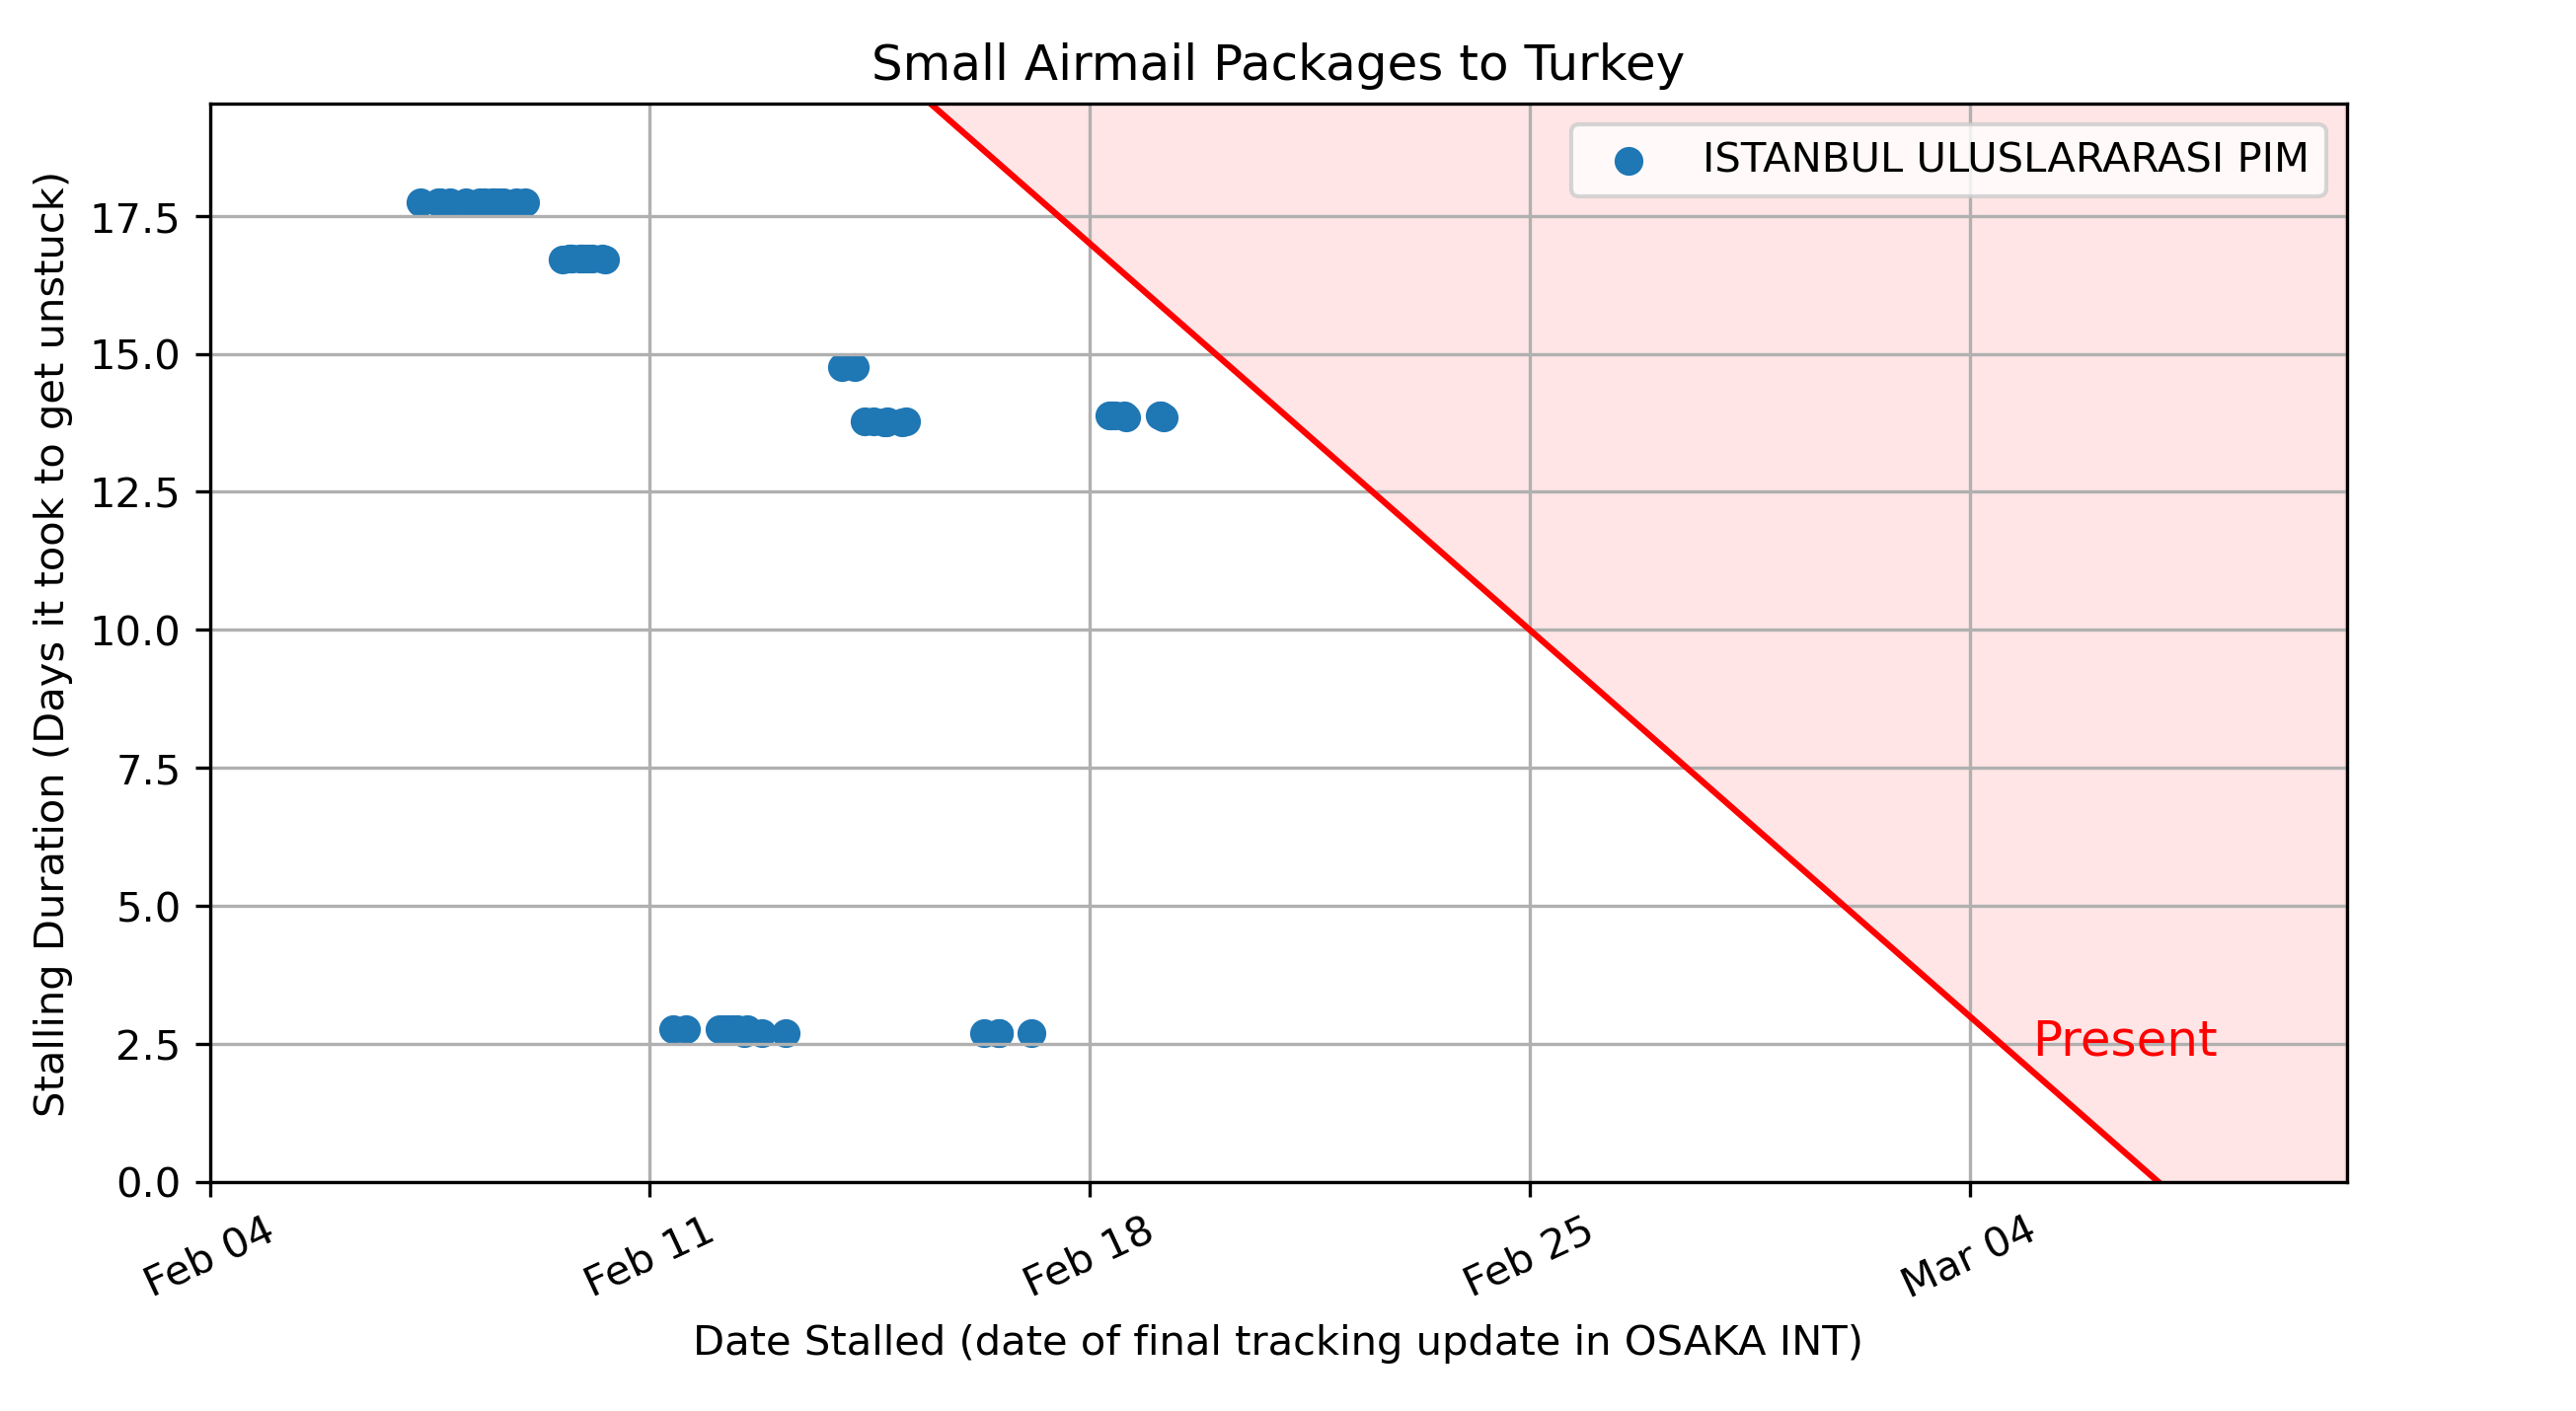 Small Airmail Packages to Turkey
ISTANBUL ULUSLARARASI PIM
Stalling Duration (Days it took to get unstuck)
17.5
15.0
12.5
10.0
7.5
5.0
2.5
0.0
Present
Feb 04
Feb 11
Feb 18
Feb 25
Mar 04
Date Stalled (date of final tracking update in OSAKA INT)